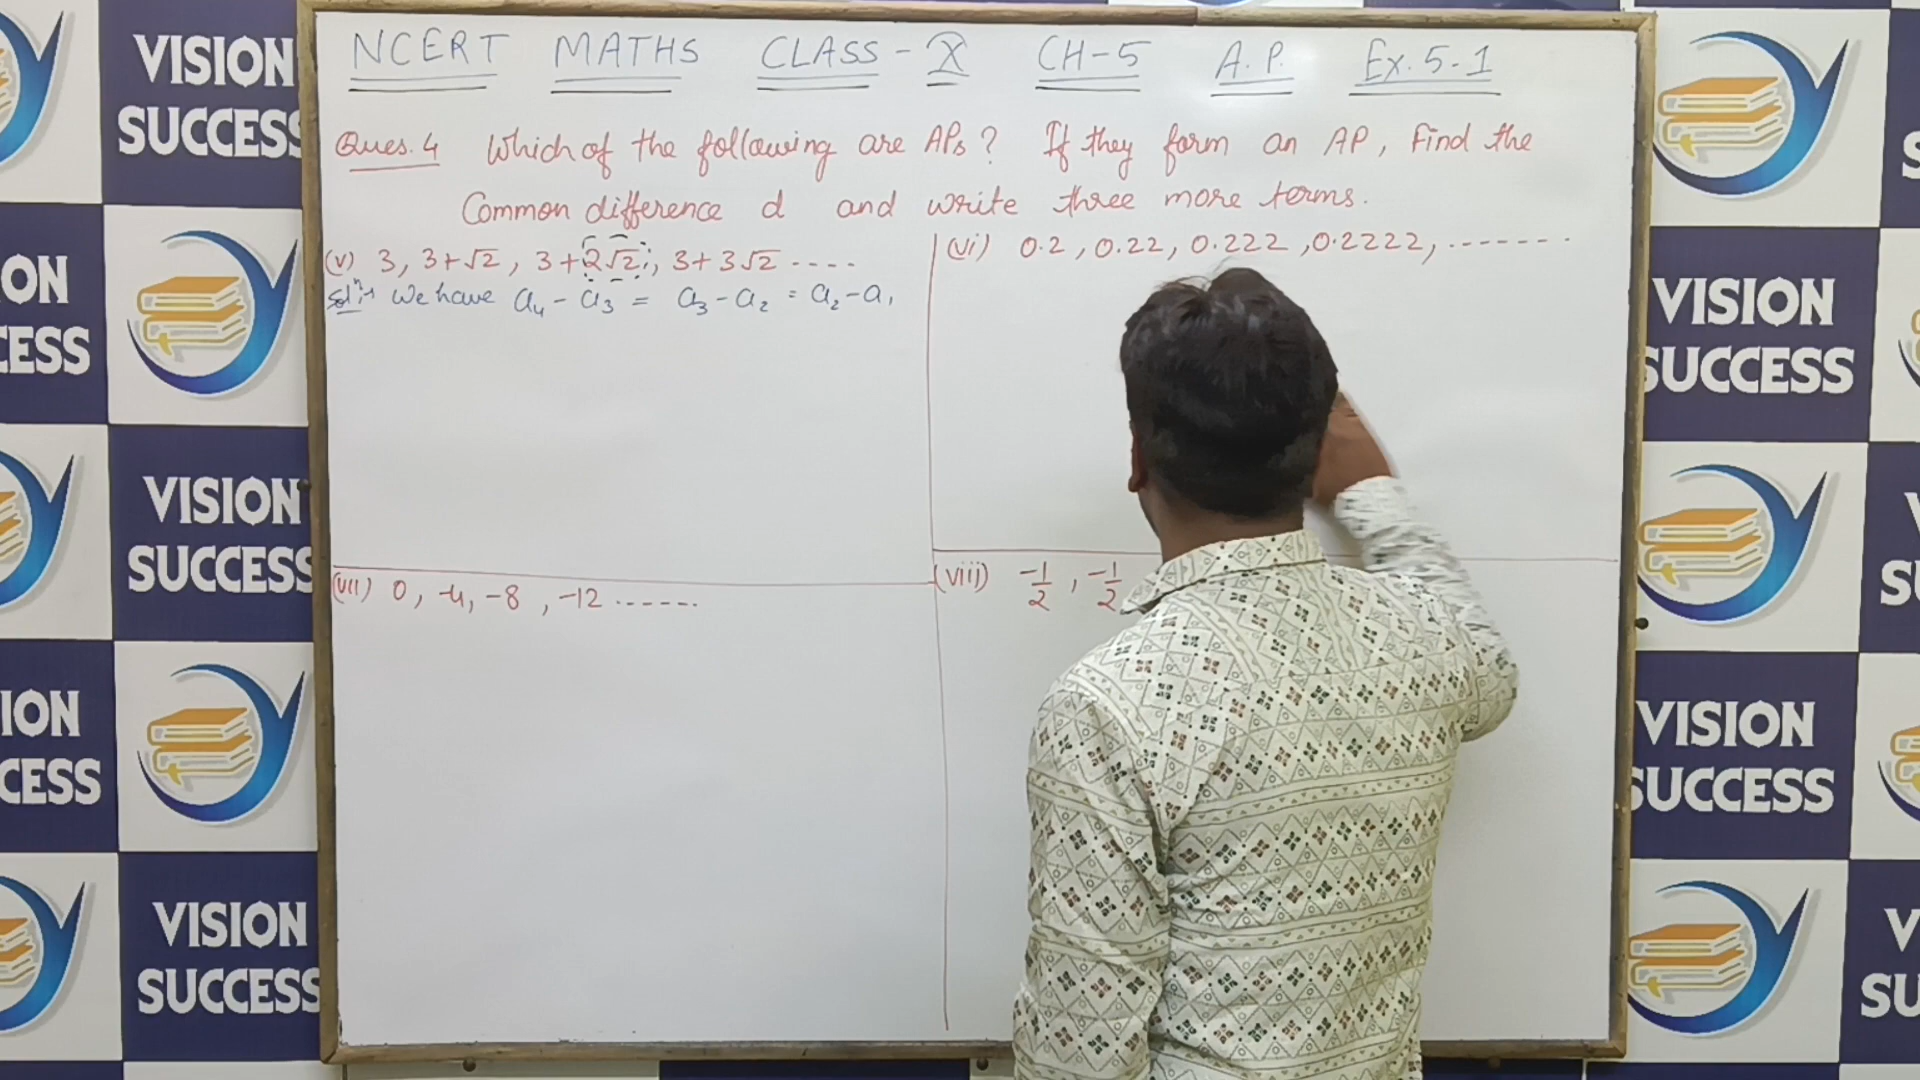 NCERT MATHS CLASS - X CH-5 A.P. Ex. 5-1
Ques. 4 Which of the following are APs? If they form an AP, Find the
Common difference d and write three more terms.
(v) 3, 3+√2, 3+2√2, 3+3√2 ----
Solⁿ:→ We have a₄ - a₃ = a₃ - a₂ = a₂ - a₁
(vi) 0.2, 0.22, 0.222, 0.2222, -------
(vii) 0, -4, -8, -12 ------
(viii) -1/2, -1/2
VISION
SUCCESS
VISION
SUCCESS
VISION
SUCCESS
VISION
SUCCESS
VISION
SUCCESS